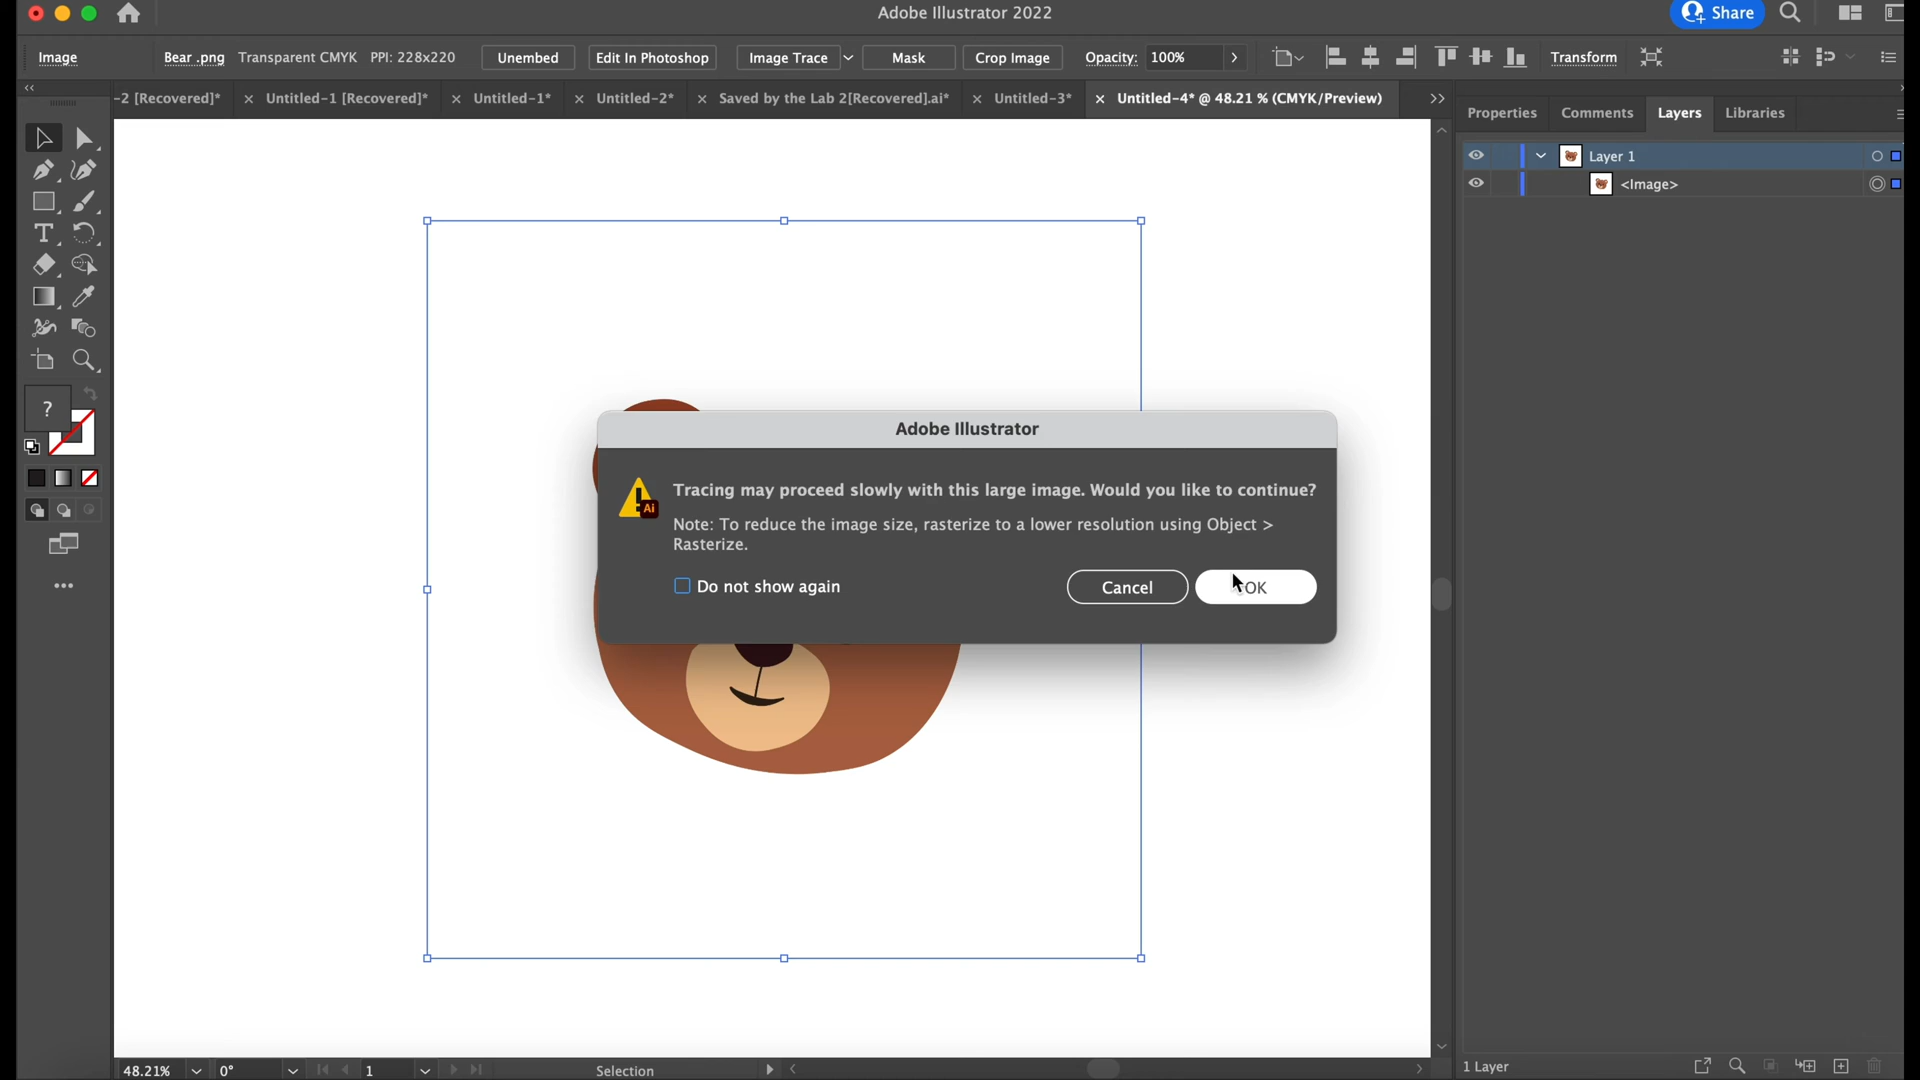 Adobe Illustrator 2022
Share
Image
Bear .png
Transparent CMYK
PPI: 228x220
Unembed
Edit In Photoshop
Image Trace
Mask
Crop Image
Opacity:
100%
Transform
-2 [Recovered]*
Untitled-1 [Recovered]*
Untitled-1*
Untitled-2*
Saved by the Lab 2[Recovered].ai*
Untitled-3*
Untitled-4* @ 48.21 % (CMYK/Preview)
Properties
Comments
Layers
Libraries
Layer 1
<Image>
T
?
Adobe Illustrator
Ai
Tracing may proceed slowly with this large image. Would you like to continue?
Note: To reduce the image size, rasterize to a lower resolution using Object >
Rasterize.
Do not show again
Cancel
OK
48.21%
0°
1
Selection
1 Layer